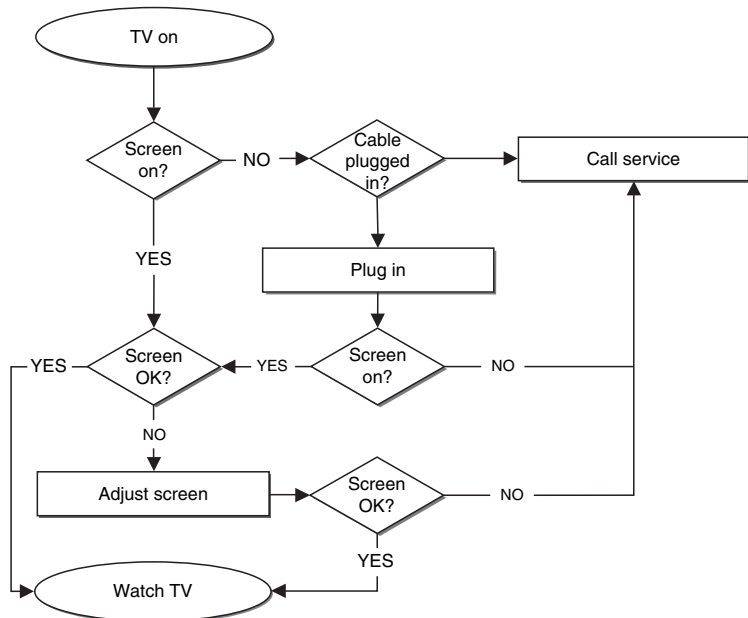 TV on
Screen
on?
NO
Cable
plugged
in?
Call service
YES
Plug in
YES
Screen
OK?
YES
Screen
on?
NO
NO
Adjust screen
Screen
OK?
NO
YES
Watch TV